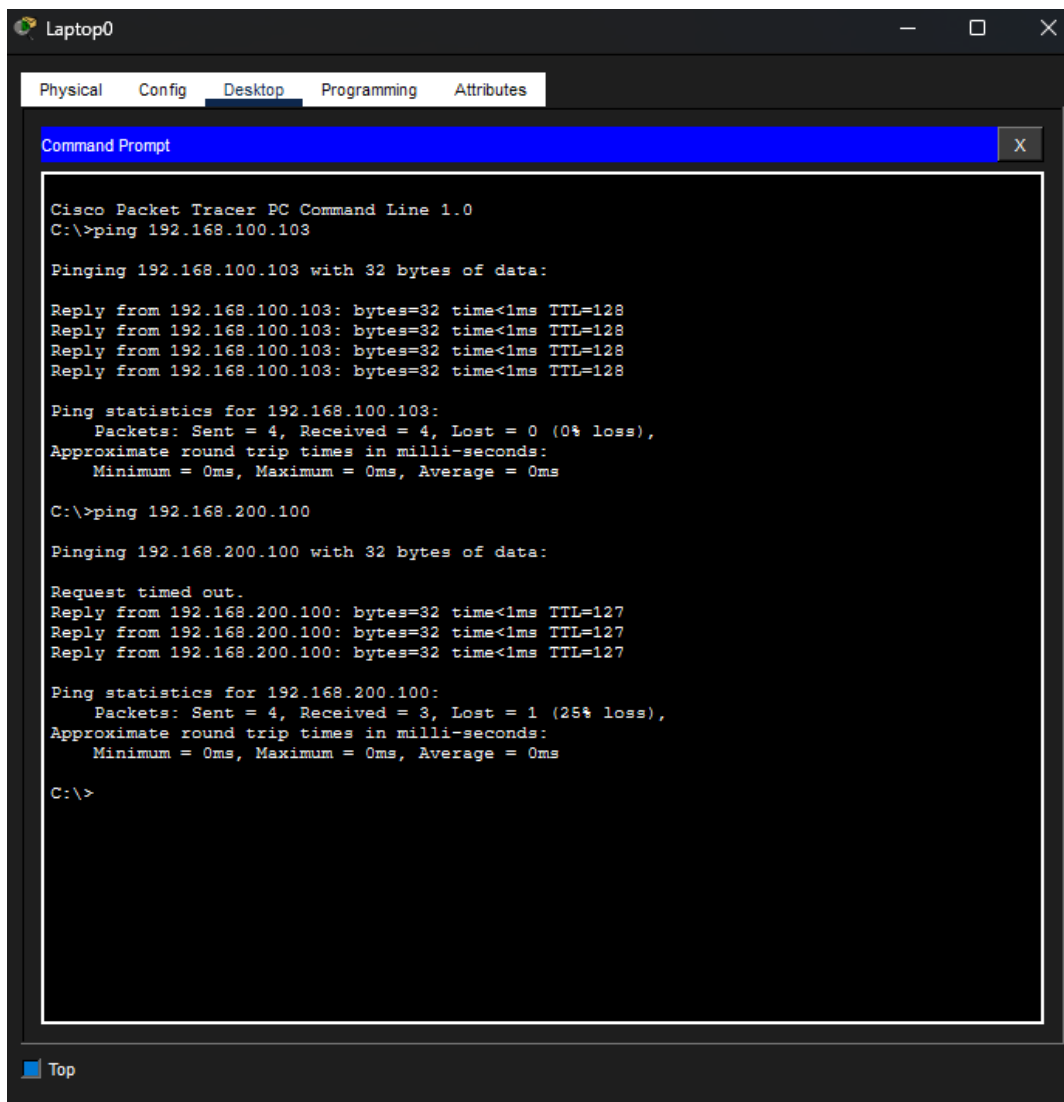 Laptop0
Physical Config Desktop Programming Attributes
Command Prompt X
Cisco Packet Tracer PC Command Line 1.0
C:\>ping 192.168.100.103
Pinging 192.168.100.103 with 32 bytes of data:
Reply from 192.168.100.103: bytes=32 time<1ms TTL=128
Reply from 192.168.100.103: bytes=32 time<1ms TTL=128
Reply from 192.168.100.103: bytes=32 time<1ms TTL=128
Reply from 192.168.100.103: bytes=32 time<1ms TTL=128
Ping statistics for 192.168.100.103:
Packets: Sent = 4, Received = 4, Lost = 0 (0% loss),
Approximate round trip times in milli-seconds:
Minimum = 0ms, Maximum = 0ms, Average = 0ms
C:\>ping 192.168.200.100
Pinging 192.168.200.100 with 32 bytes of data:
Request timed out.
Reply from 192.168.200.100: bytes=32 time<1ms TTL=127
Reply from 192.168.200.100: bytes=32 time<1ms TTL=127
Reply from 192.168.200.100: bytes=32 time<1ms TTL=127
Ping statistics for 192.168.200.100:
Packets: Sent = 4, Received = 3, Lost = 1 (25% loss),
Approximate round trip times in milli-seconds:
Minimum = 0ms, Maximum = 0ms, Average = 0ms
C:\>
Top